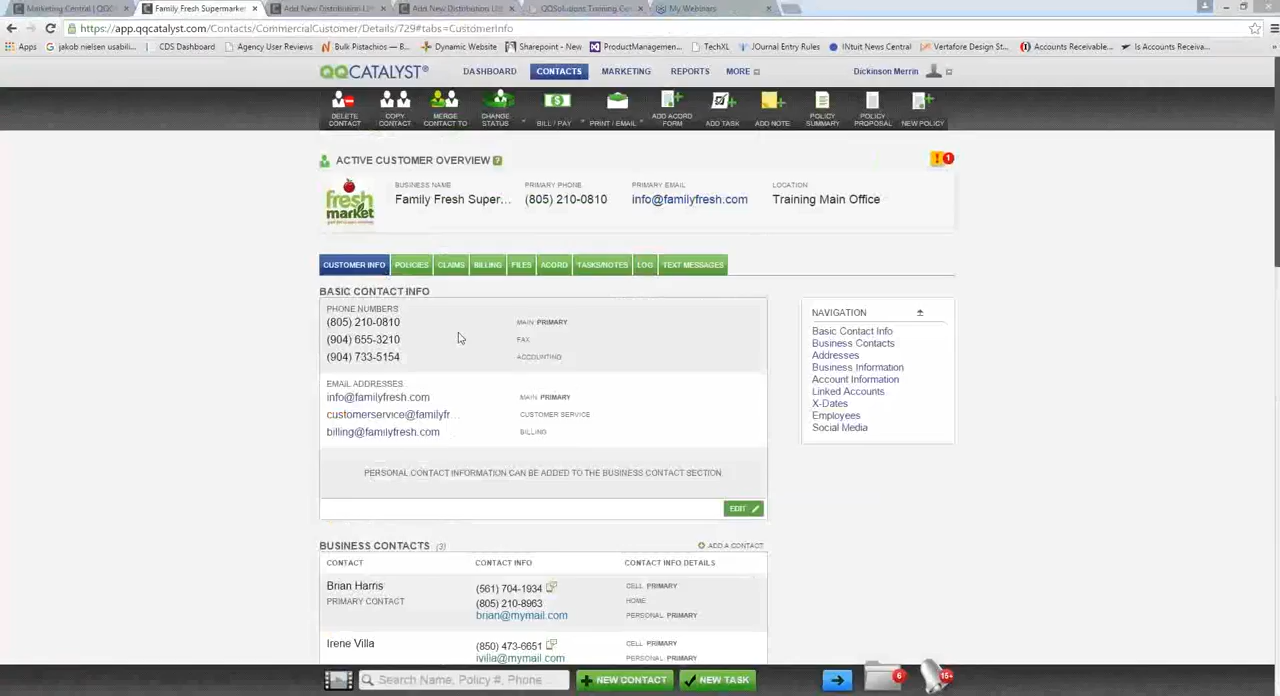 Marketing Central | QQC
Family Fresh Supermarket
Add New Distribution L
Add New Distribution List
QQSolutions Training Ce
My Webinars
https://app.qqcatalyst.com/Contacts/CommercialCustomer/Details/729#tabs=CustomerInfo
Apps
jakob nielsen usabili...
CDS Dashboard
Agency User Reviews
Bulk Pistachios — B...
Dynamic Website
Sharepoint - New
ProductManagemen...
TechXL
JOurnal Entry Rules
INtuit News Central
Vertafore Design St...
Accounts Receivable...
Is Accounts Receiva...
QQCATALYST®
DASHBOARD
CONTACTS
MARKETING
REPORTS
MORE
Dickinson Merrin
DELETE CONTACT
COPY CONTACT
MERGE CONTACT TO
CHANGE STATUS
BILL / PAY
PRINT / EMAIL
ADD ACORD FORM
ADD TASK
ADD NOTE
POLICY SUMMARY
POLICY PROPOSAL
NEW POLICY
ACTIVE CUSTOMER OVERVIEW ?
! 1
fresh market
BUSINESS NAME
Family Fresh Super...
PRIMARY PHONE
(805) 210-0810
PRIMARY EMAIL
info@familyfresh.com
LOCATION
Training Main Office
CUSTOMER INFO
POLICIES
CLAIMS
BILLING
FILES
ACORD
TASKS/NOTES
LOG
TEXT MESSAGES
BASIC CONTACT INFO
PHONE NUMBERS
(805) 210-0810 MAIN PRIMARY
(904) 655-3210 FAX
(904) 733-5154 ACCOUNTING
EMAIL ADDRESSES
info@familyfresh.com MAIN PRIMARY
customerservice@familyfr... CUSTOMER SERVICE
billing@familyfresh.com BILLING
PERSONAL CONTACT INFORMATION CAN BE ADDED TO THE BUSINESS CONTACT SECTION.
EDIT
NAVIGATION
Basic Contact Info
Business Contacts
Addresses
Business Information
Account Information
Linked Accounts
X-Dates
Employees
Social Media
BUSINESS CONTACTS (3)
ADD A CONTACT
CONTACT CONTACT INFO CONTACT INFO DETAILS
Brian Harris (561) 704-1934 CELL PRIMARY
PRIMARY CONTACT (805) 210-8963 HOME
brian@mymail.com PERSONAL PRIMARY
Irene Villa (850) 473-6651 CELL PRIMARY
ivilla@mymail.com PERSONAL PRIMARY
Search Name, Policy #, Phone...
NEW CONTACT
NEW TASK
6
15+